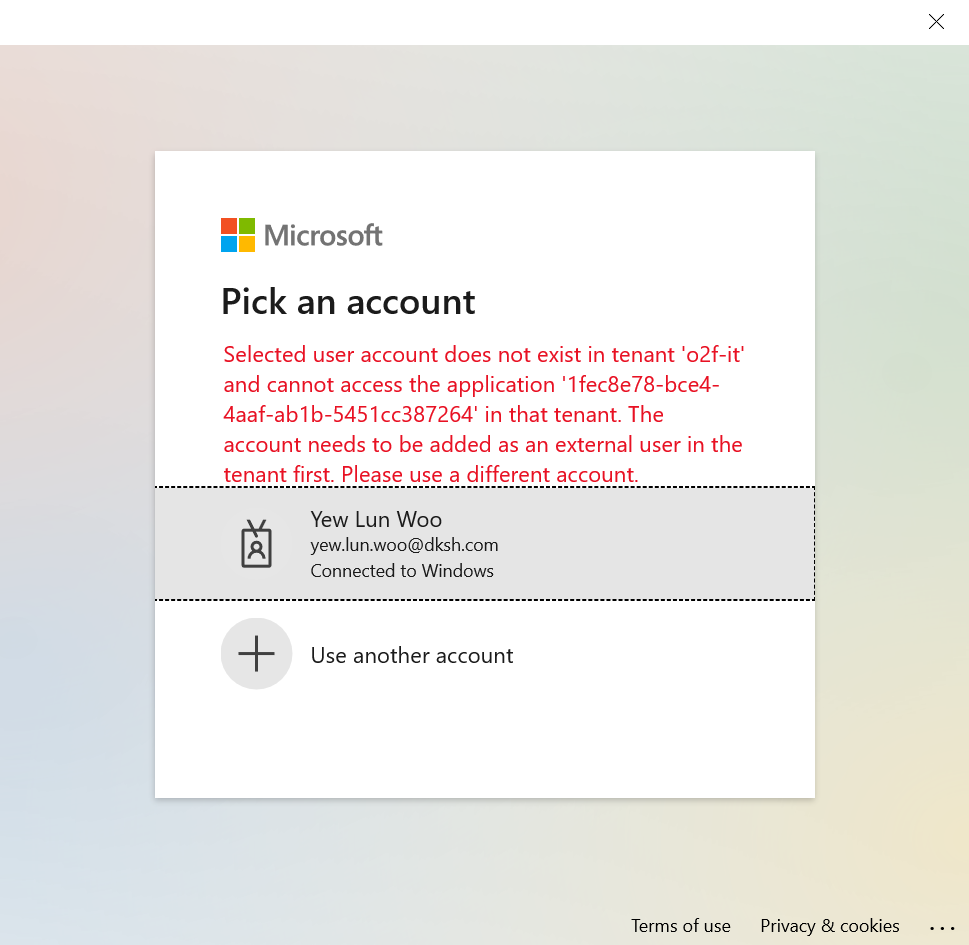 Microsoft
Pick an account
Selected user account does not exist in tenant 'o2f-it'
and cannot access the application '1fec8e78-bce4-
4aaf-ab1b-5451cc387264' in that tenant. The
account needs to be added as an external user in the
tenant first. Please use a different account.
Yew Lun Woo
yew.lun.woo@dksh.com
Connected to Windows
Use another account
Terms of use Privacy & cookies ...